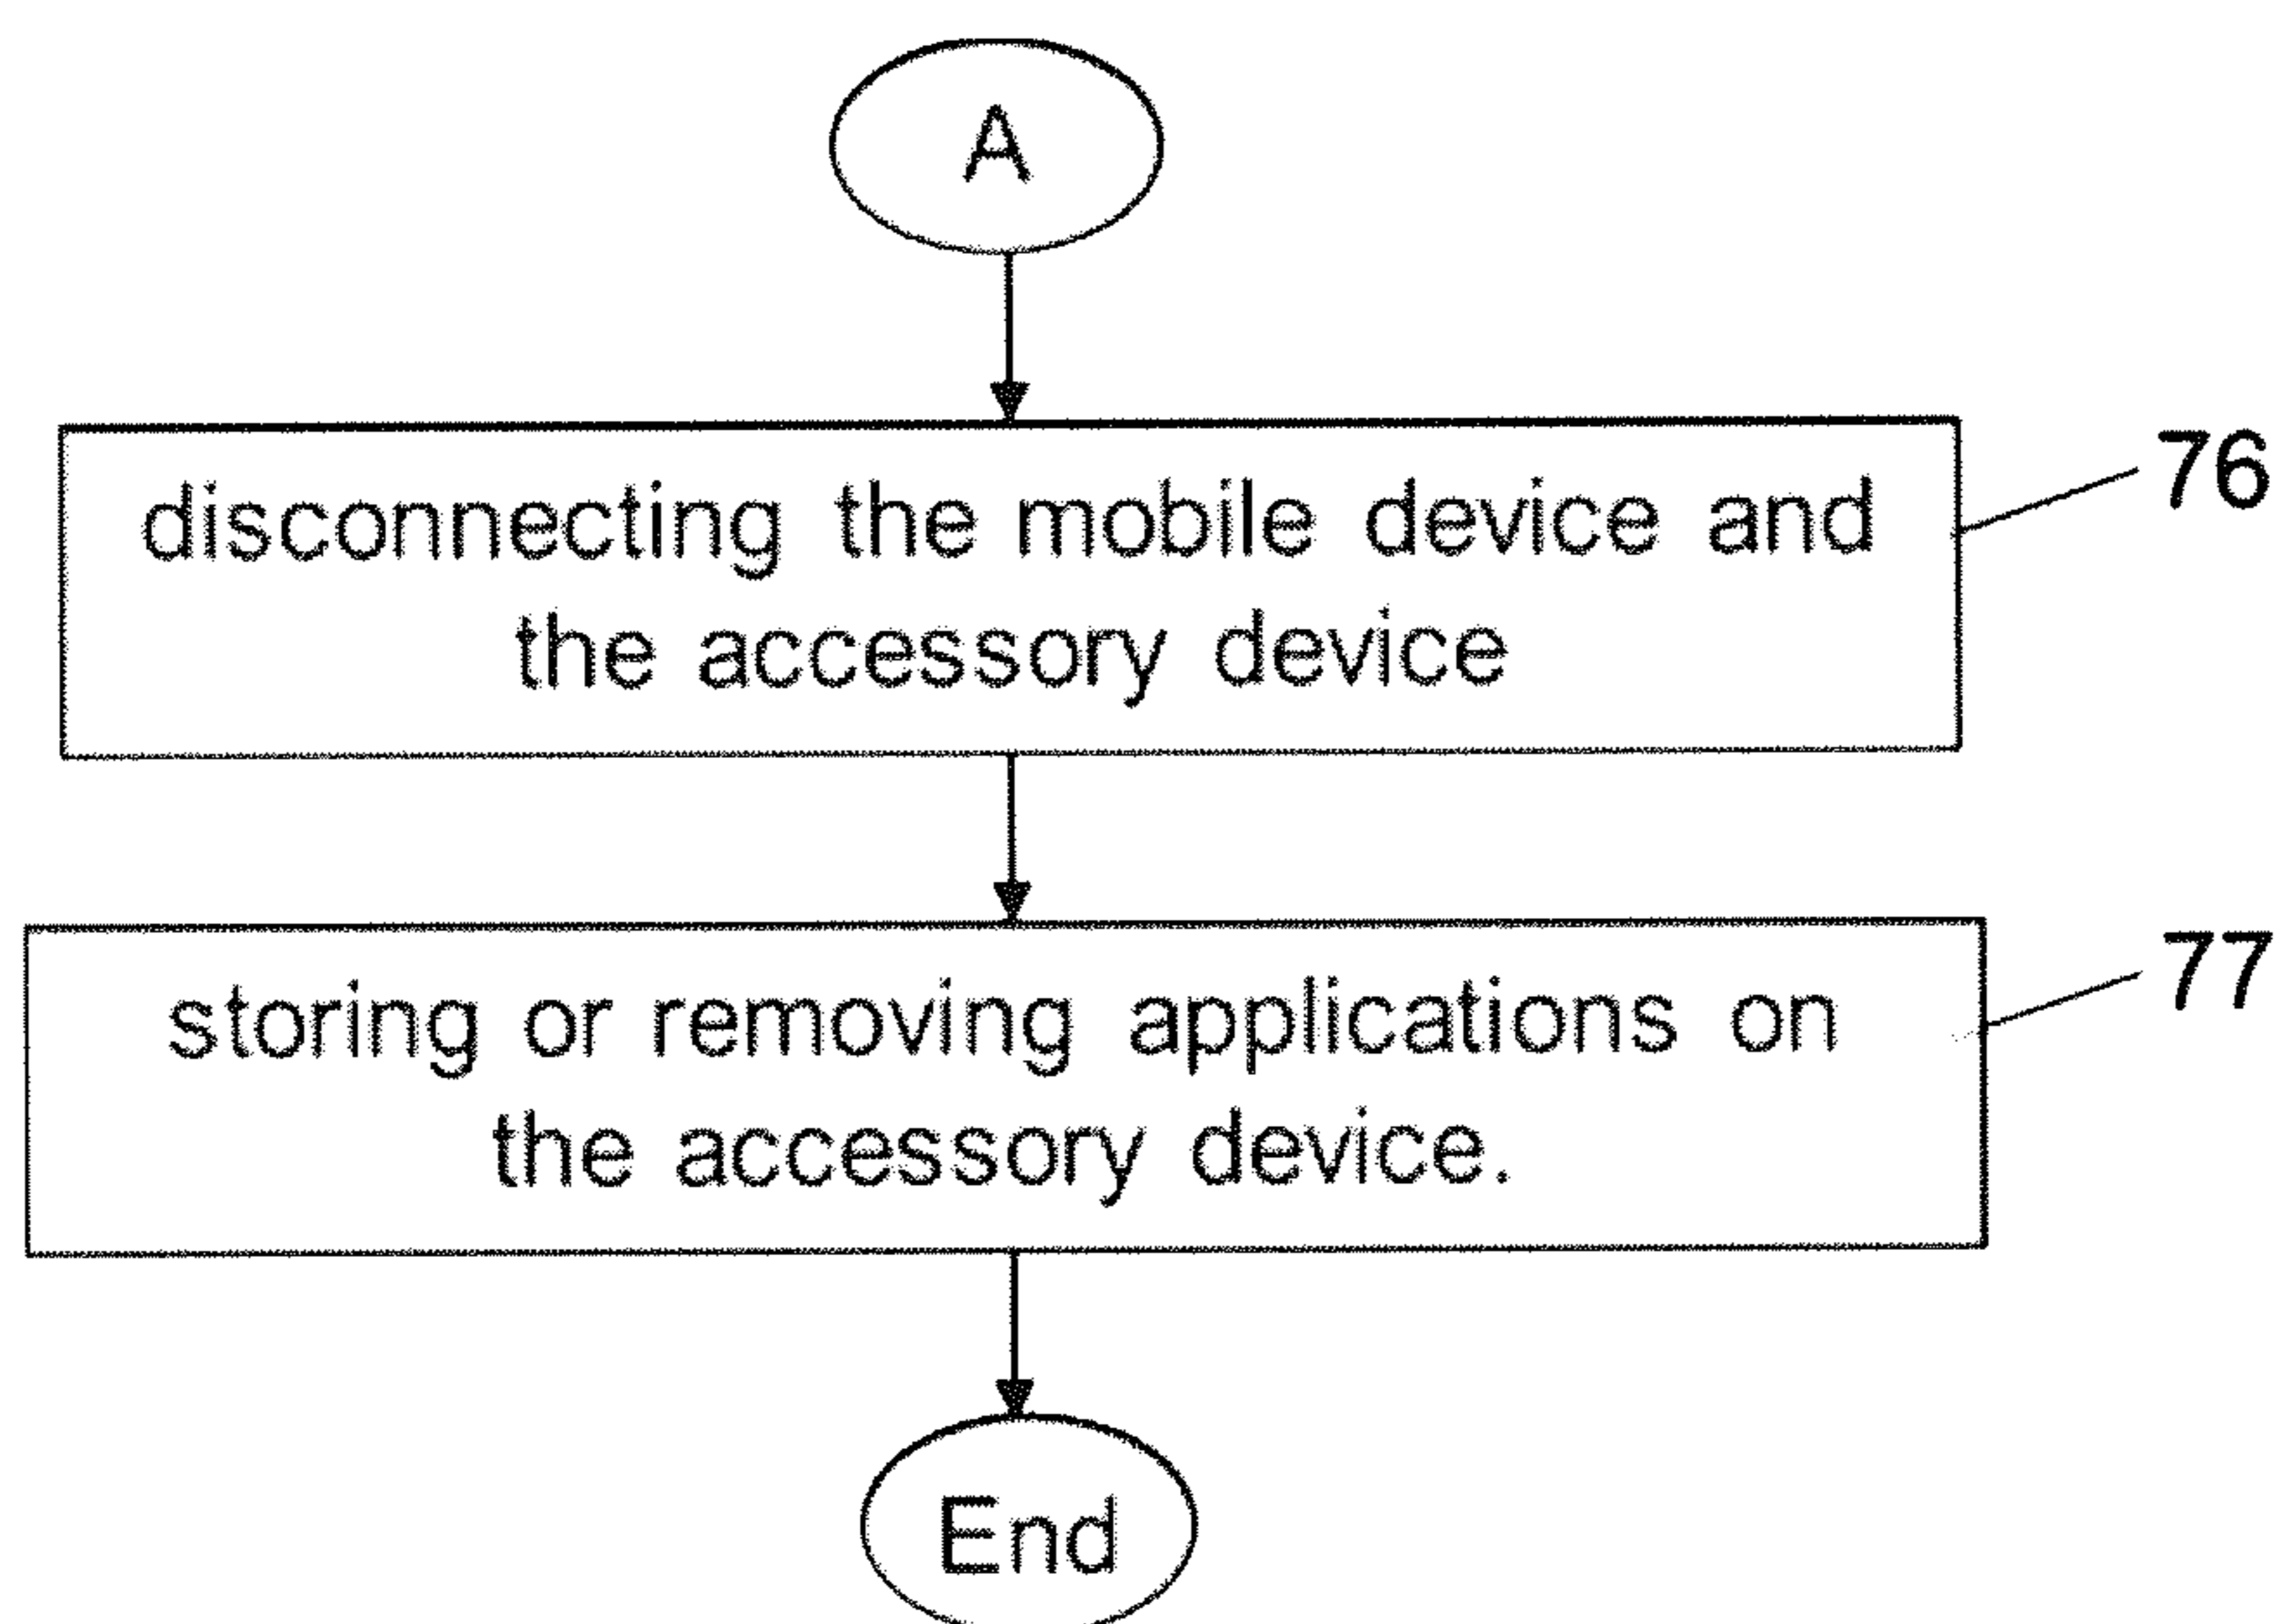 A
disconnecting the mobile device and
the accessory device
76
storing or removing applications on
the accessory device.
77
End